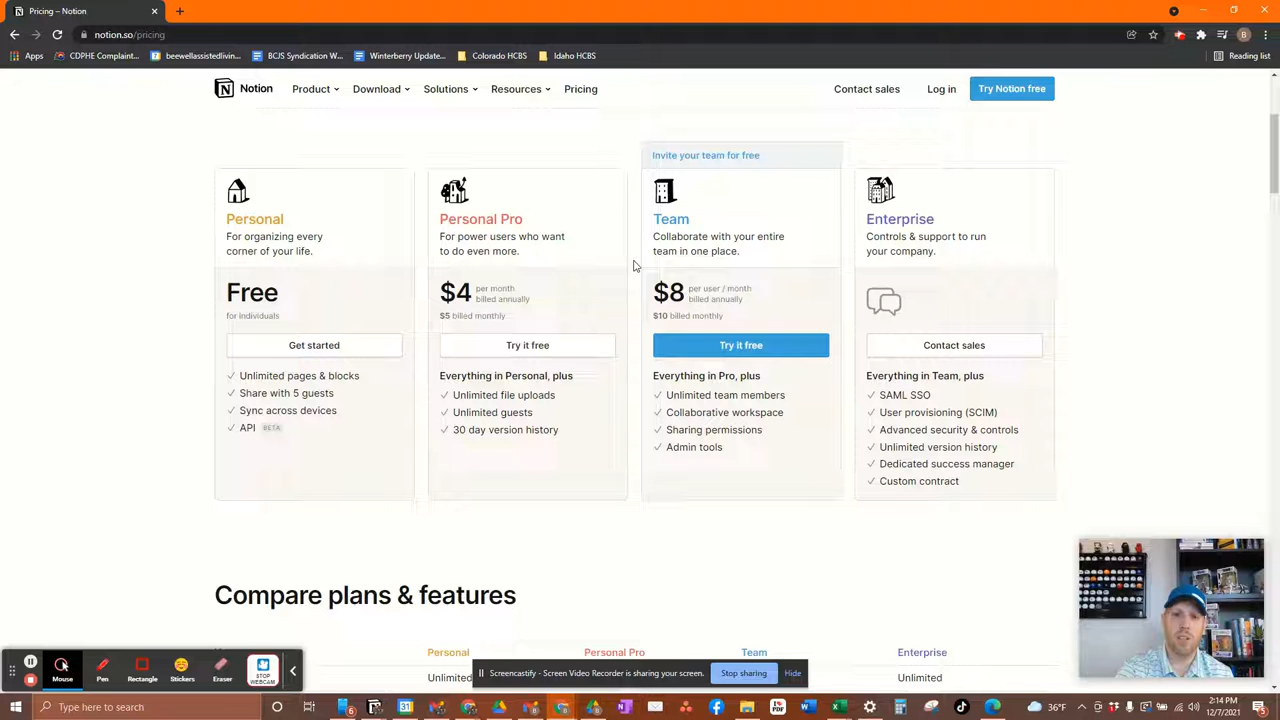 Pricing –
notion.so/pricing
Apps
CDPHE Complaint...
beewellassistedlivin...
BCJS Syndication W...
Winterberry Update...
Colorado HCBS
Idaho HCBS
Reading list
Notion
Product
Download
Solutions
Resources
Pricing
Contact sales
Log in
Try Notion free
Invite your team for free
Personal
For organizing every
corner of your life.
Free
for individuals
Get started
Unlimited pages & blocks
Share with 5 guests
Sync across devices
API BETA
Personal Pro
For power users who want
to do even more.
$4 per month
billed annually
$5 billed monthly
Try it free
Everything in Personal, plus
Unlimited file uploads
Unlimited guests
30 day version history
Team
Collaborate with your entire
team in one place.
$8 per user / month
billed annually
$10 billed monthly
Try it free
Everything in Pro, plus
Unlimited team members
Collaborative workspace
Sharing permissions
Admin tools
Enterprise
Controls & support to run
your company.
Contact sales
Everything in Team, plus
SAML SSO
User provisioning (SCIM)
Advanced security & controls
Unlimited version history
Dedicated success manager
Custom contract
Compare plans & features
Personal
Personal Pro
Team
Enterprise
Unlimited
Unlimited
Mouse
Pen
Rectangle
Stickers
Eraser
STOP
WEBCAM
Screencastify - Screen Video Recorder is sharing your screen.
Stop sharing
Hide
Type here to search
36°F
2:14 PM
12/7/2021